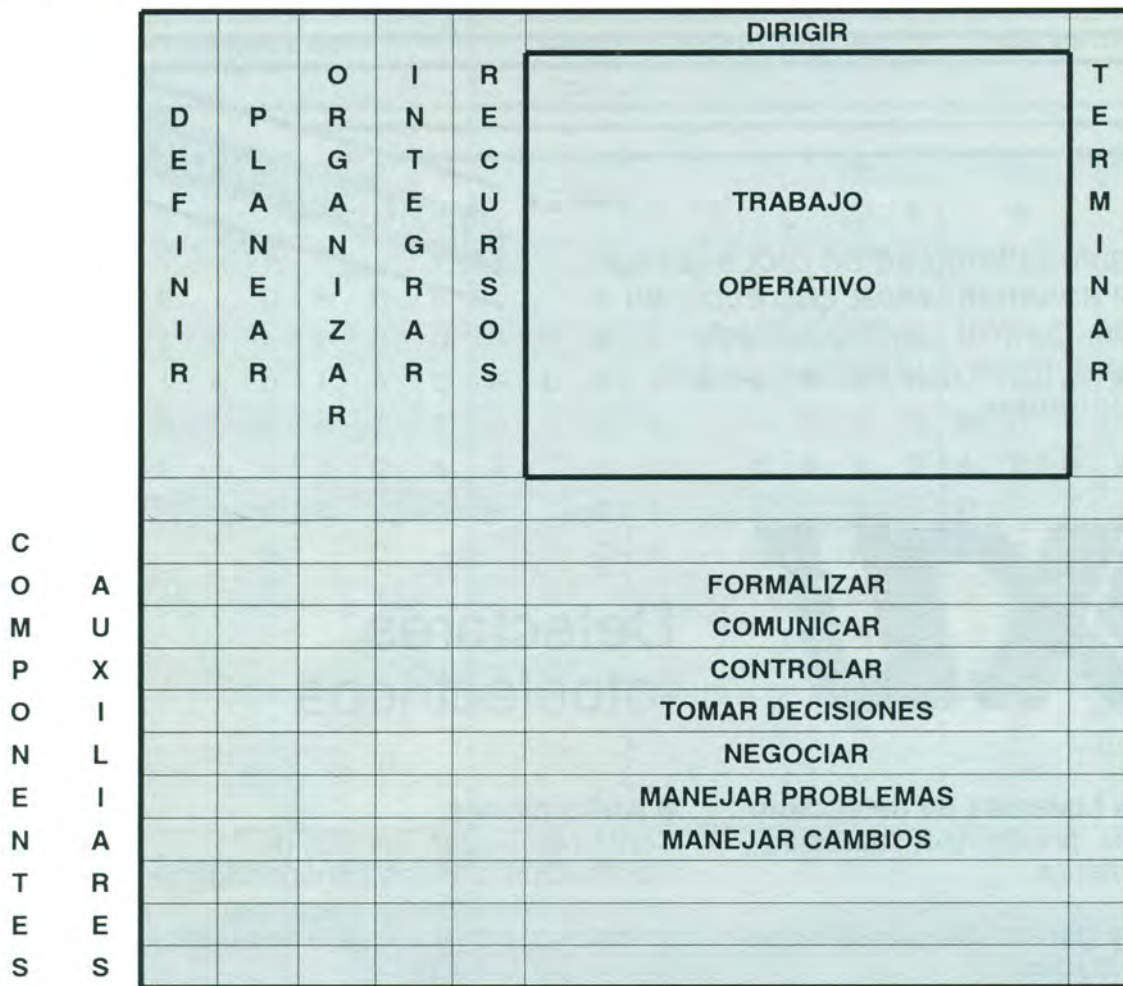 DIRIGIR
DEFINIR
PLANEAR
ORGANIZAR
INTEGRAR
RECURSOS
TRABAJO
OPERATIVO
TERMINAR
COMPONENTES
AUXILIARES
FORMALIZAR
COMUNICAR
CONTROLAR
TOMAR DECISIONES
NEGOCIAR
MANEJAR PROBLEMAS
MANEJAR CAMBIOS